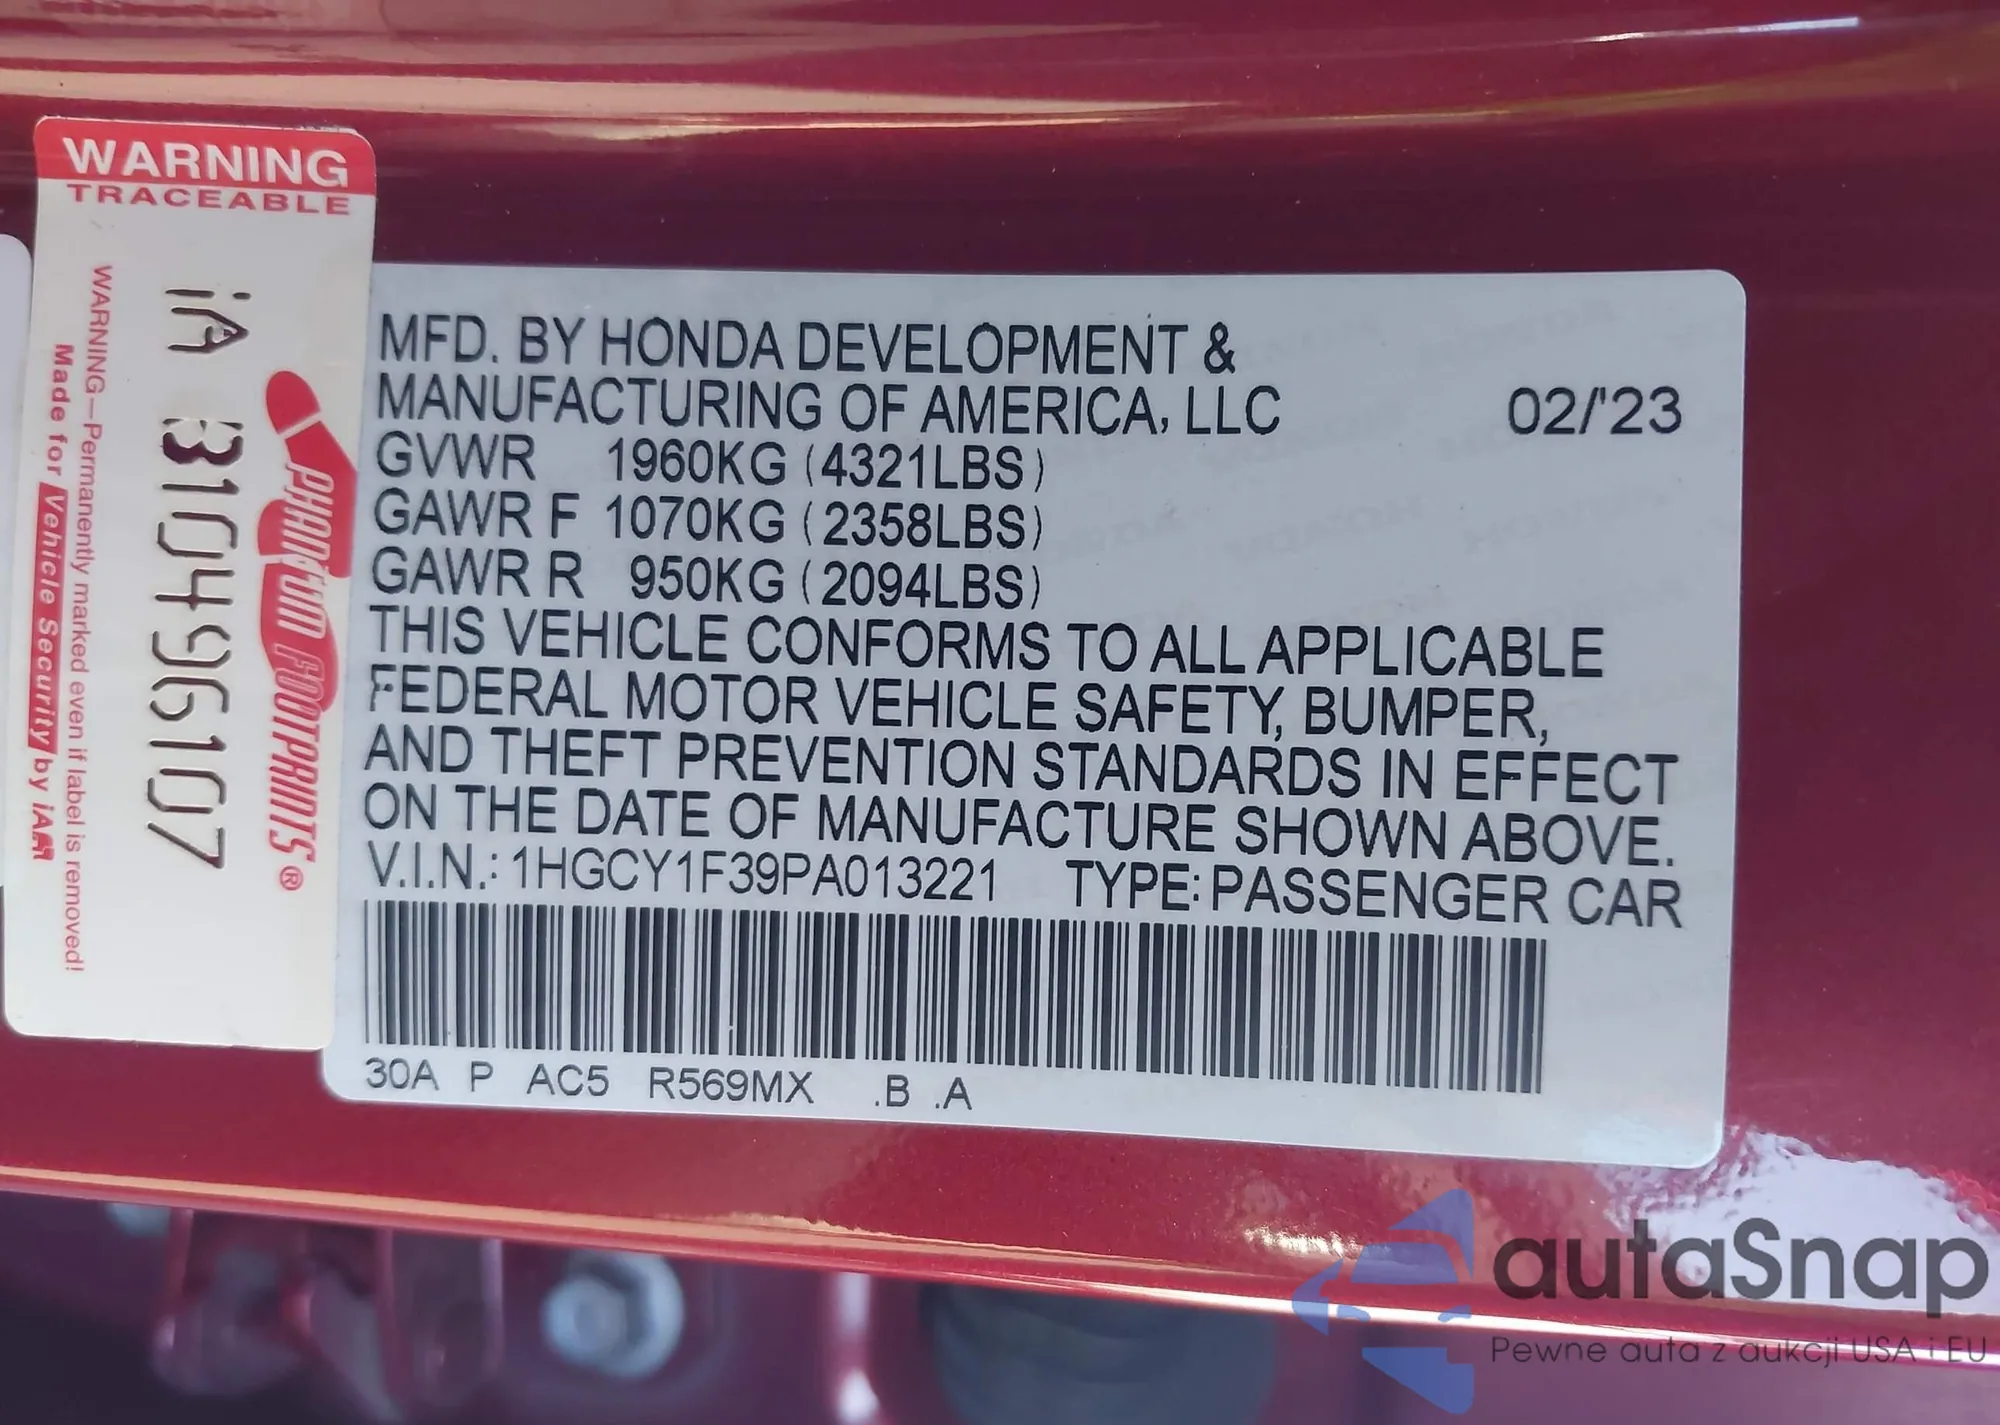 WARNING
TRACEABLE
iA 310496107
PHANTOM FOOTPRINTS®
WARNING—Permanently marked even if label is removed!
Made for Vehicle Security by iAA
MFD. BY HONDA DEVELOPMENT &
MANUFACTURING OF AMERICA, LLC 02/'23
GVWR 1960KG (4321LBS)
GAWR F 1070KG (2358LBS)
GAWR R 950KG (2094LBS)
THIS VEHICLE CONFORMS TO ALL APPLICABLE
FEDERAL MOTOR VEHICLE SAFETY, BUMPER,
AND THEFT PREVENTION STANDARDS IN EFFECT
ON THE DATE OF MANUFACTURE SHOWN ABOVE.
V.I.N.: 1HGCY1F39PA013221 TYPE: PASSENGER CAR
30A P AC5 R569MX .B .A
autaSnap
Pewne auta z aukcji USA i EU